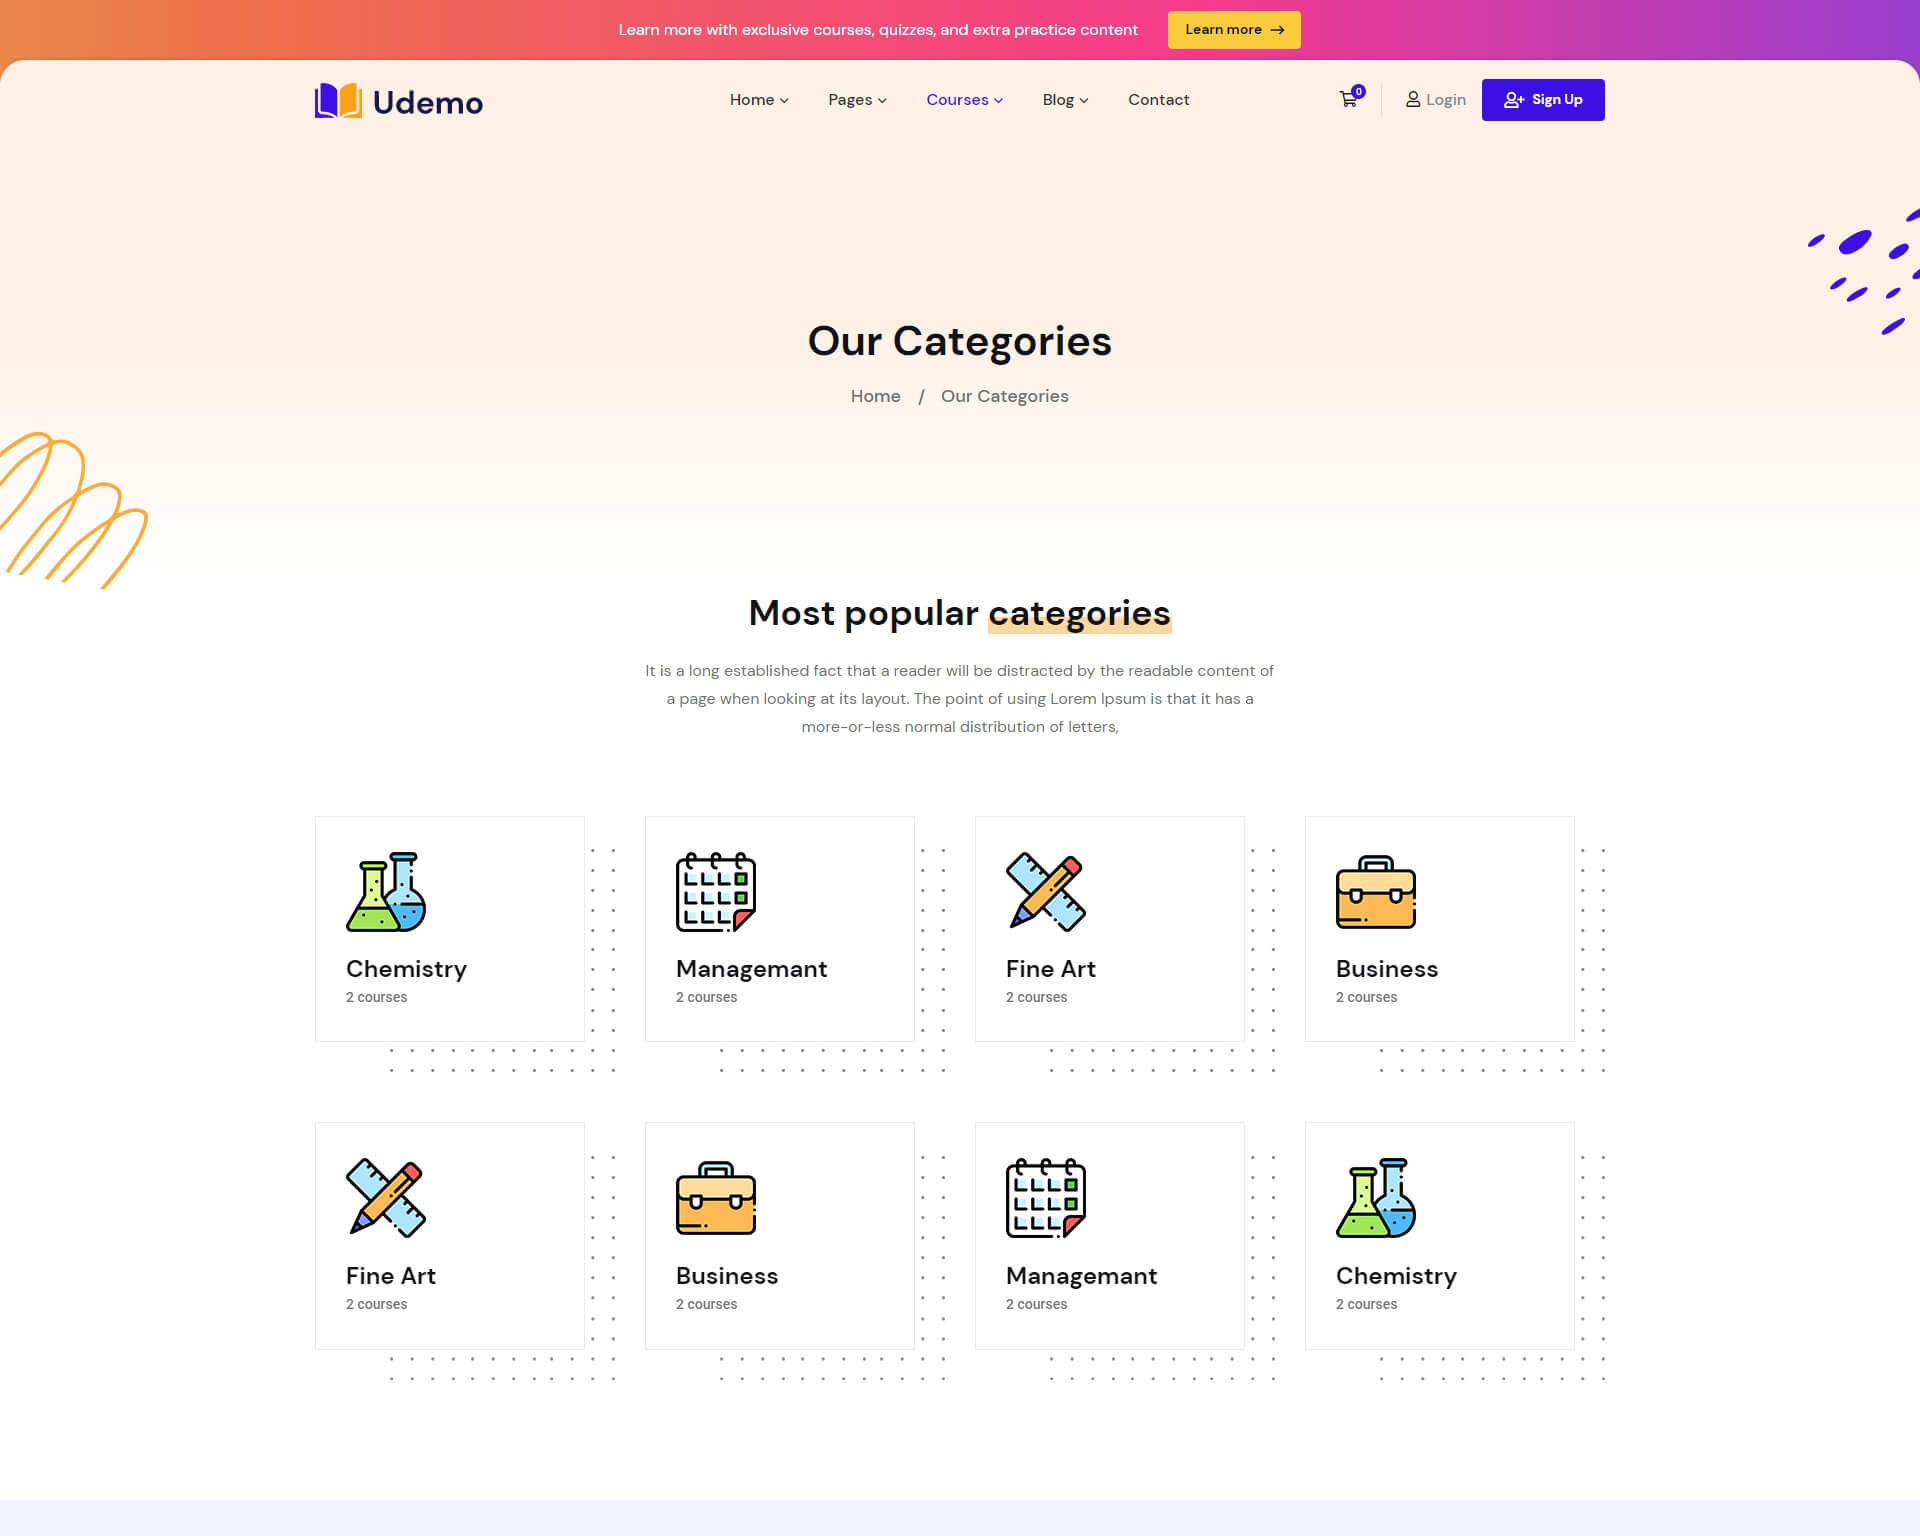 Learn more with exclusive courses, quizzes, and extra practice content
Learn more
Udemo
Home
Pages
Courses
Blog
Contact
0
Login
Sign Up
Our Categories
Home / Our Categories
Most popular categories
It is a long established fact that a reader will be distracted by the readable content of
a page when looking at its layout. The point of using Lorem Ipsum is that it has a
more-or-less normal distribution of letters,
Chemistry
2 courses
Managemant
2 courses
Fine Art
2 courses
Business
2 courses
Fine Art
2 courses
Business
2 courses
Managemant
2 courses
Chemistry
2 courses